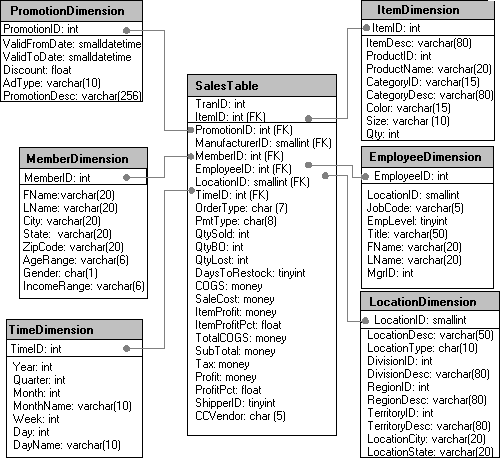 PromotionDimension
PromotionID: int
ValidFromDate: smalldatetime
ValidToDate: smalldatetime
Discount: float
AdType: varchar(10)
PromotionDesc: varchar(256)
MemberDimension
MemberID: int
FName:varchar(20)
LName: varchar(20)
City: varchar(20)
State: varchar(20)
ZipCode: varchar(20)
AgeRange: varchar(6)
Gender: char(1)
IncomeRange: varchar(6)
TimeDimension
TimeID: int
Year: int
Quarter: int
Month: int
MonthName: varchar(10)
Week: int
Day: int
DayName: varchar(10)
SalesTable
TranID: int
ItemID: int (FK)
PromotionID: int (FK)
ManufacturerID: smallint (FK)
MemberID: int (FK)
EmployeeID: int (FK)
LocationID: smallint (FK)
TimeID: int (FK)
OrderType: char (7)
PmtType: char(8)
QtySold: int
QtyBO: int
QtyLost: int
DaysToRestock: tinyint
COGS: money
SaleCost: money
ItemProfit: money
ItemProfitPct: float
TotalCOGS: money
SubTotal: money
Tax: money
Profit: money
ProfitPct: float
ShipperID: tinyint
CCVendor: char (5)
ItemDimension
ItemID: int
ItemDesc: varchar(80)
ProductID: int
ProductName: varchar(20)
CategoryID: varchar(15)
CategoryDesc: varchar(80)
Color: varchar(15)
Size: varchar (10)
Qty: int
EmployeeDimension
EmployeeID: int
LocationID: smallint
JobCode: varchar(5)
EmpLevel: tinyint
Title: varchar(50)
FName: varchar(20)
LName: varchar(20)
MgrID: int
LocationDimension
LocationID: smallint
LocationDesc: varchar(50)
LocationType: char(10)
DivisionID: int
DivisionDesc: varchar(80)
RegionID: int
RegionDesc: varchar(80)
TerritoryID: int
TerritoryDesc: varchar(80)
LocationCity: varchar(20)
LocationState: varchar(20)